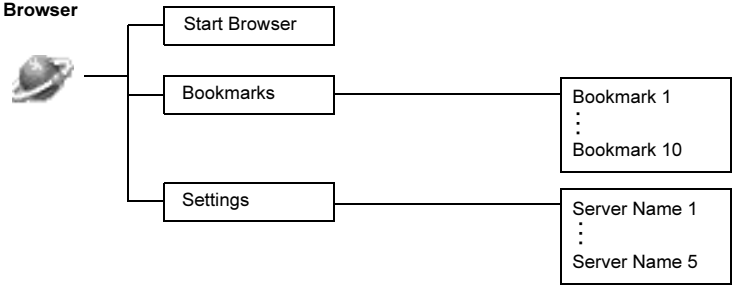 Browser
Start Browser
Bookmarks
Bookmark 1
⋮
Bookmark 10
Settings
Server Name 1
⋮
Server Name 5